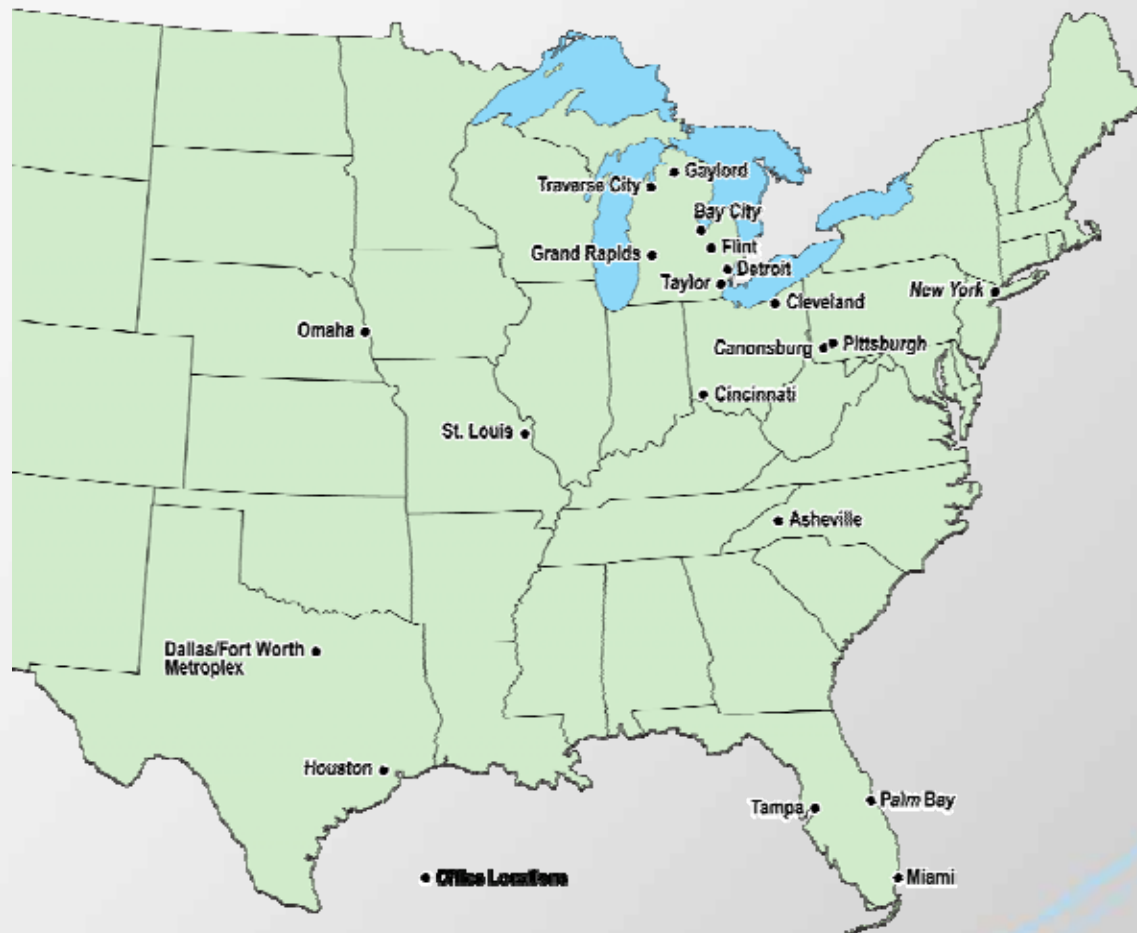 Gaylord
Traverse City
Bay City
Flint
Grand Rapids
Detroit
Taylor
Cleveland
New York
Omaha
Canonsburg
Pittsburgh
Cincinnati
St. Louis
Asheville
Dallas/Fort Worth
Metroplex
Houston
Tampa
Palm Bay
Miami
Office Locations